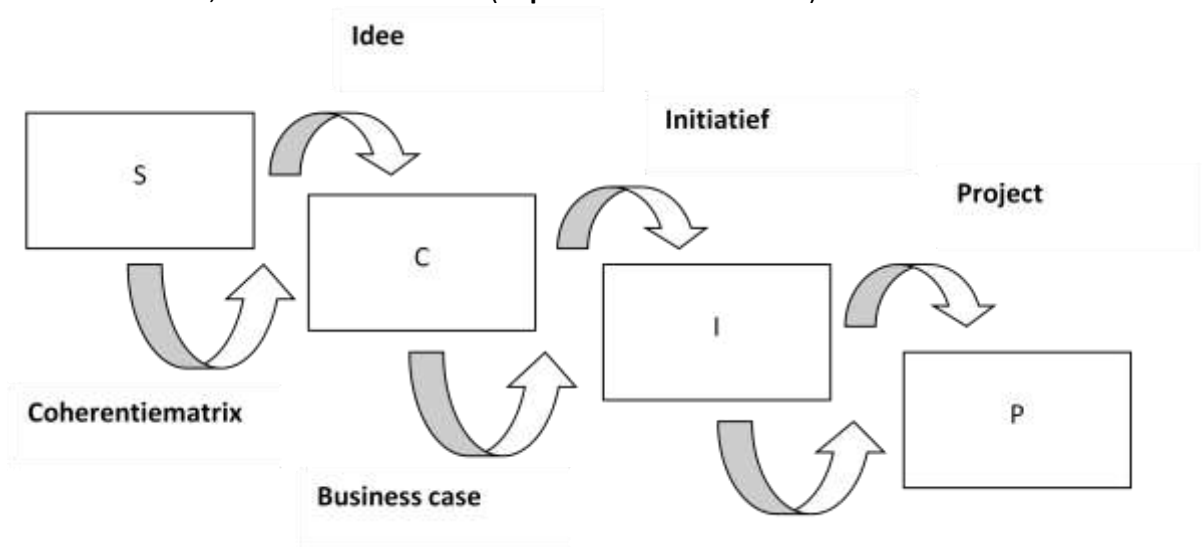 Idee
Initiatief
S
Project
C
I
Coherentiematrix
P
Business case